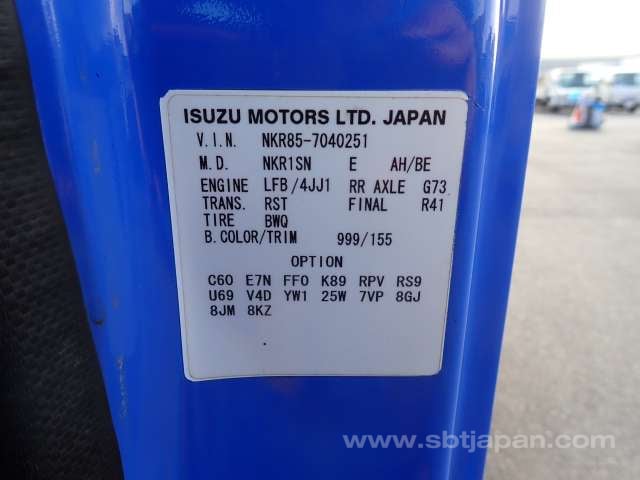 ISUZU MOTORS LTD. JAPAN
V.I.N. NKR85-7040251
M.D. NKR1SN E AH/BE
ENGINE LFB/4JJ1 RR AXLE G73
TRANS. RST FINAL R41
TIRE BWQ
B.COLOR/TRIM 999/155
OPTION
C60 E7N FF0 K89 RPV RS9
U69 V4D YW1 25W 7VP 8GJ
8JM 8KZ
www.sbtjapan.com